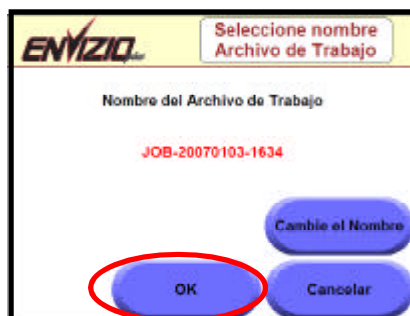 ENVIZIO
Seleccione nombre
Archivo de Trabajo
Nombre del Archivo de Trabajo
JOB-20070103-1634
Cambie el Nombre
OK
Cancelar